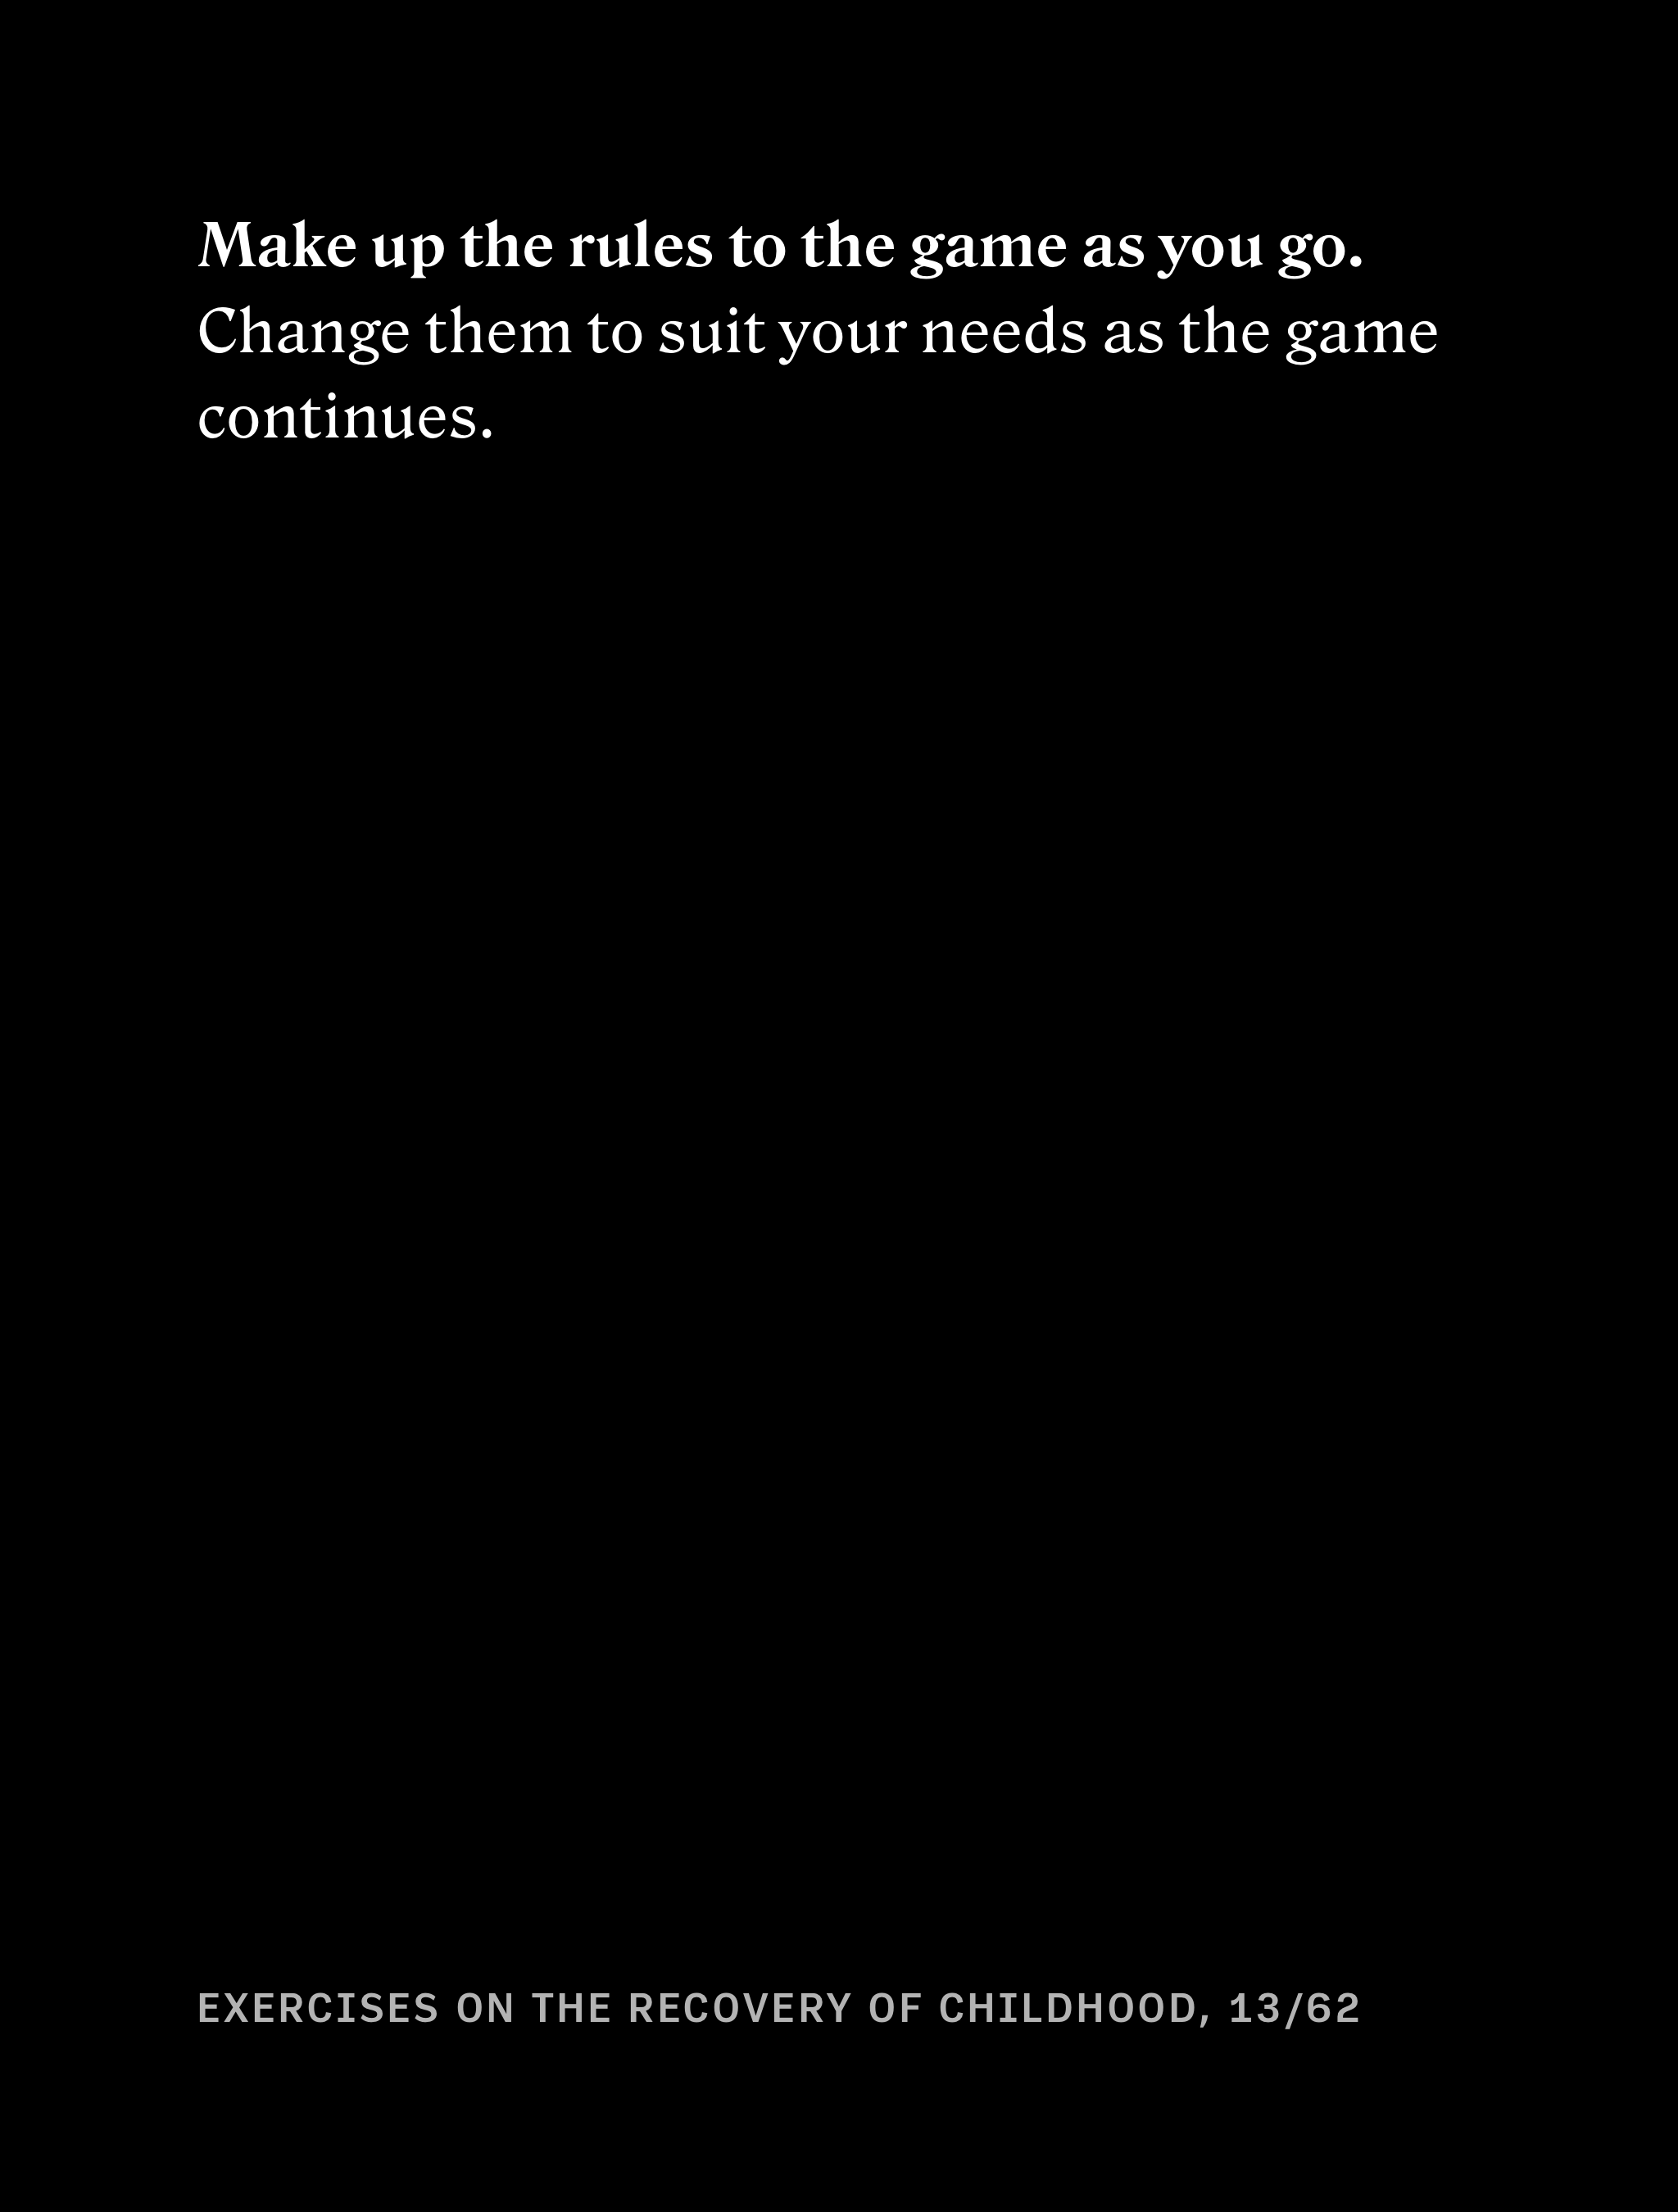 Make up the rules to the game as you go.
Change them to suit your needs as the game
continues.
EXERCISES ON THE RECOVERY OF CHILDHOOD, 13/62